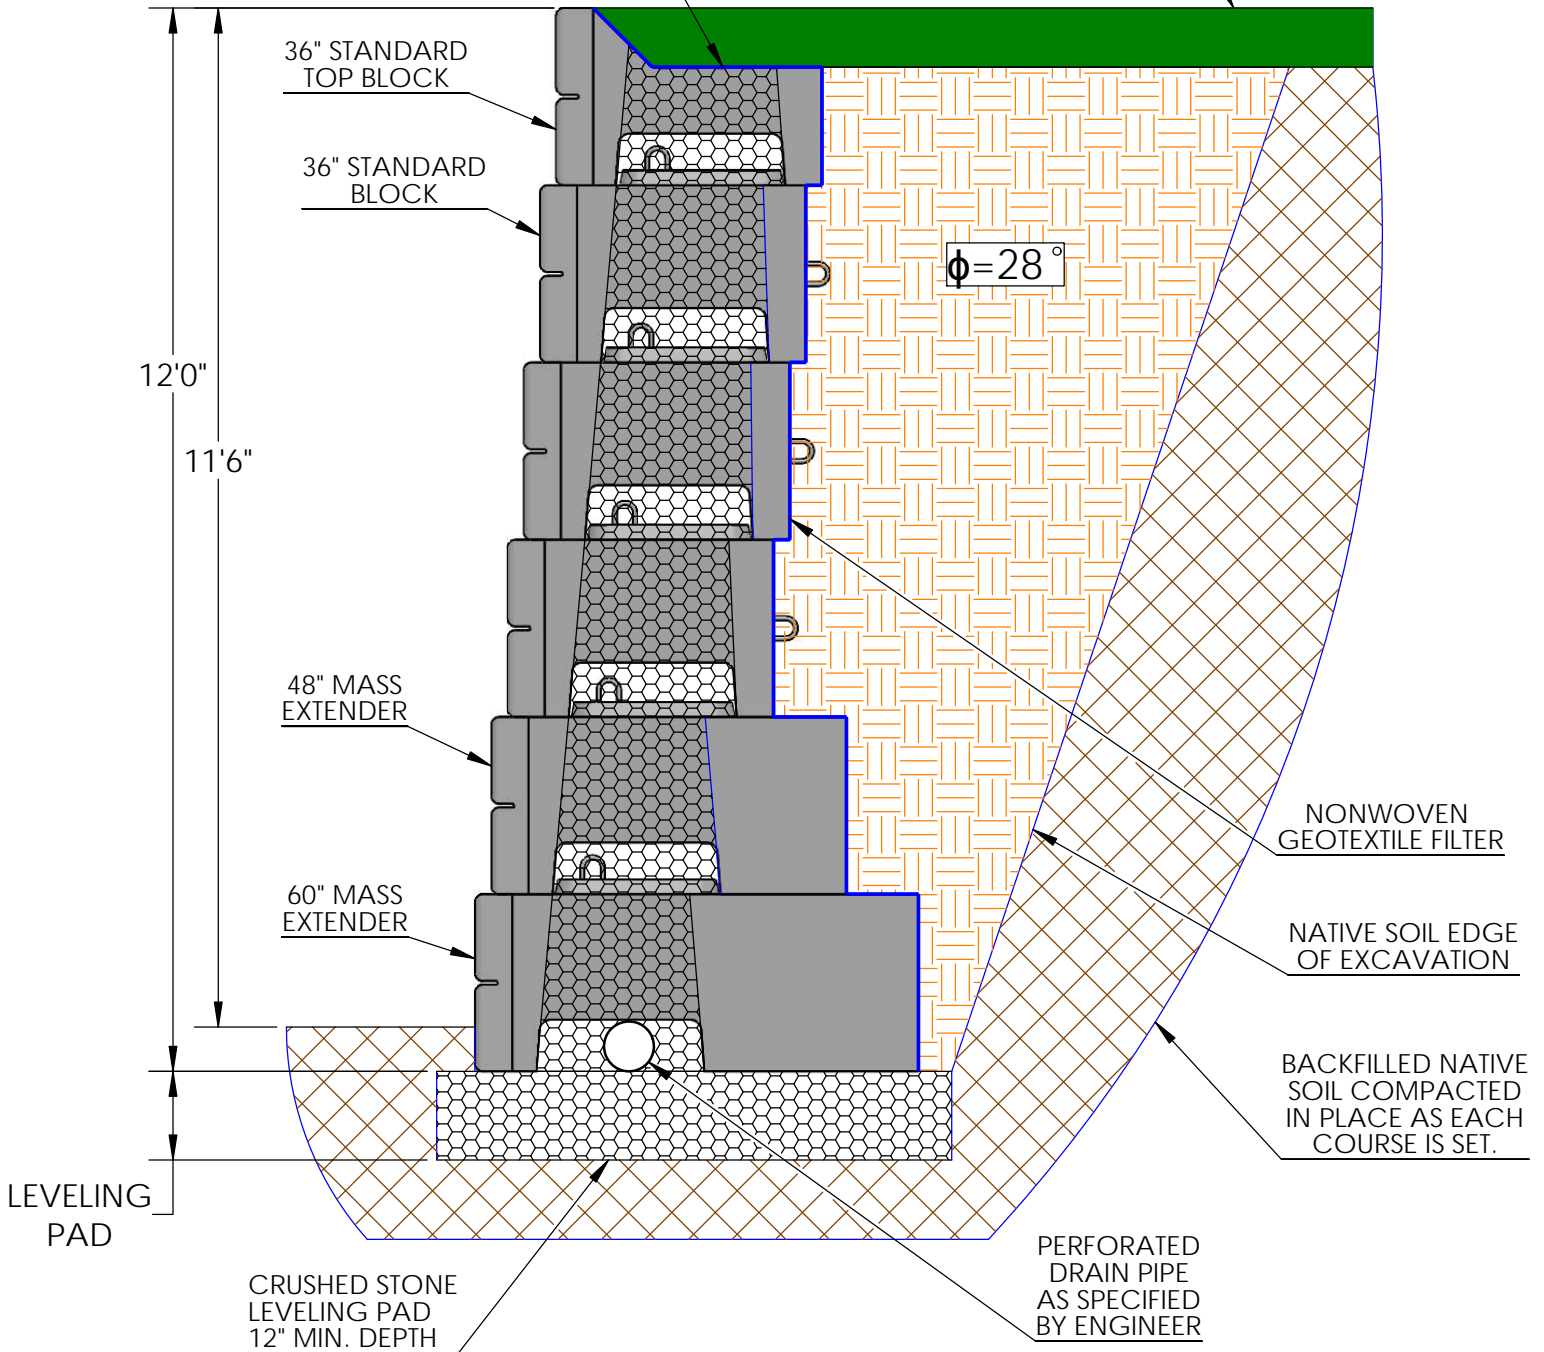 36" STANDARD
TOP BLOCK
36" STANDARD
BLOCK
ϕ=28°
12'0"
11'6"
48" MASS
EXTENDER
NONWOVEN
GEOTEXTILE FILTER
60" MASS
EXTENDER
NATIVE SOIL EDGE
OF EXCAVATION
BACKFILLED NATIVE
SOIL COMPACTED
IN PLACE AS EACH
COURSE IS SET.
LEVELING
PAD
PERFORATED
DRAIN PIPE
AS SPECIFIED
BY ENGINEER
CRUSHED STONE
LEVELING PAD
12" MIN. DEPTH